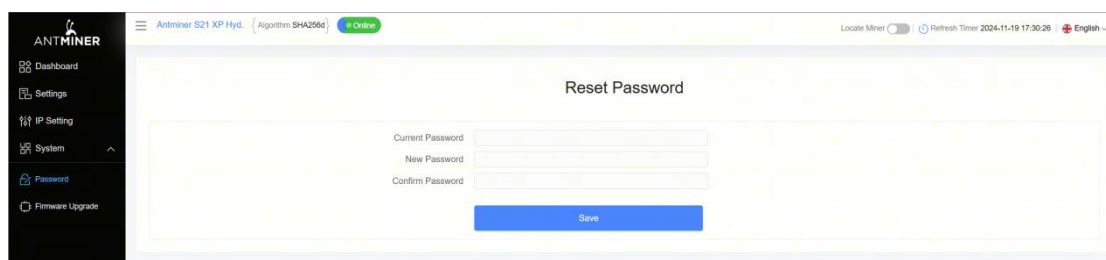 ANTMINER
Antminer S21 XP Hyd. {Algorithm SHA256d} Online
Locate Miner Refresh Timer 2024-11-19 17:30:26 English
Dashboard
Settings
IP Setting
System
Password
Firmware Upgrade
Reset Password
Current Password
New Password
Confirm Password
Save